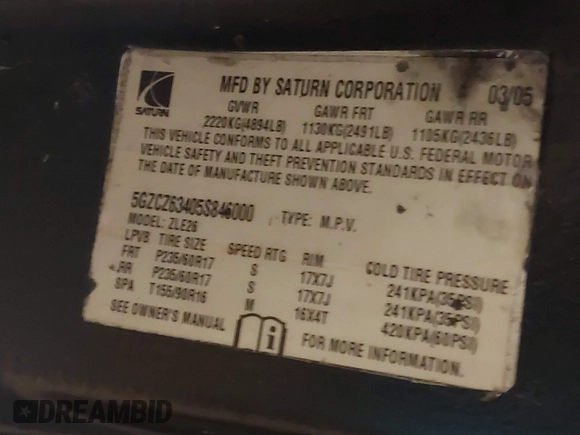 SATURN
MFD BY SATURN CORPORATION 03/05
GVWR GAWR FRT GAWR RR
2220KG(4894LB) 1130KG(2491LB) 1105KG(2436LB)
THIS VEHICLE CONFORMS TO ALL APPLICABLE U.S. FEDERAL MOTOR
VEHICLE SAFETY AND THEFT PREVENTION STANDARDS IN EFFECT ON
THE DATE OF MANUFACTURE SHOWN ABOVE.
5GZCZ63405S846000 TYPE: M.P.V.
MODEL: ZLE26
LPVB TIRE SIZE SPEED RTG RIM COLD TIRE PRESSURE
FRT P235/60R17 S 17X7J 241KPA(35PSI)
RR P235/60R17 S 17X7J 241KPA(35PSI)
SPA T155/90R16 M 16X4T 420KPA(60PSI)
SEE OWNER'S MANUAL FOR MORE INFORMATION.
DREAMBID